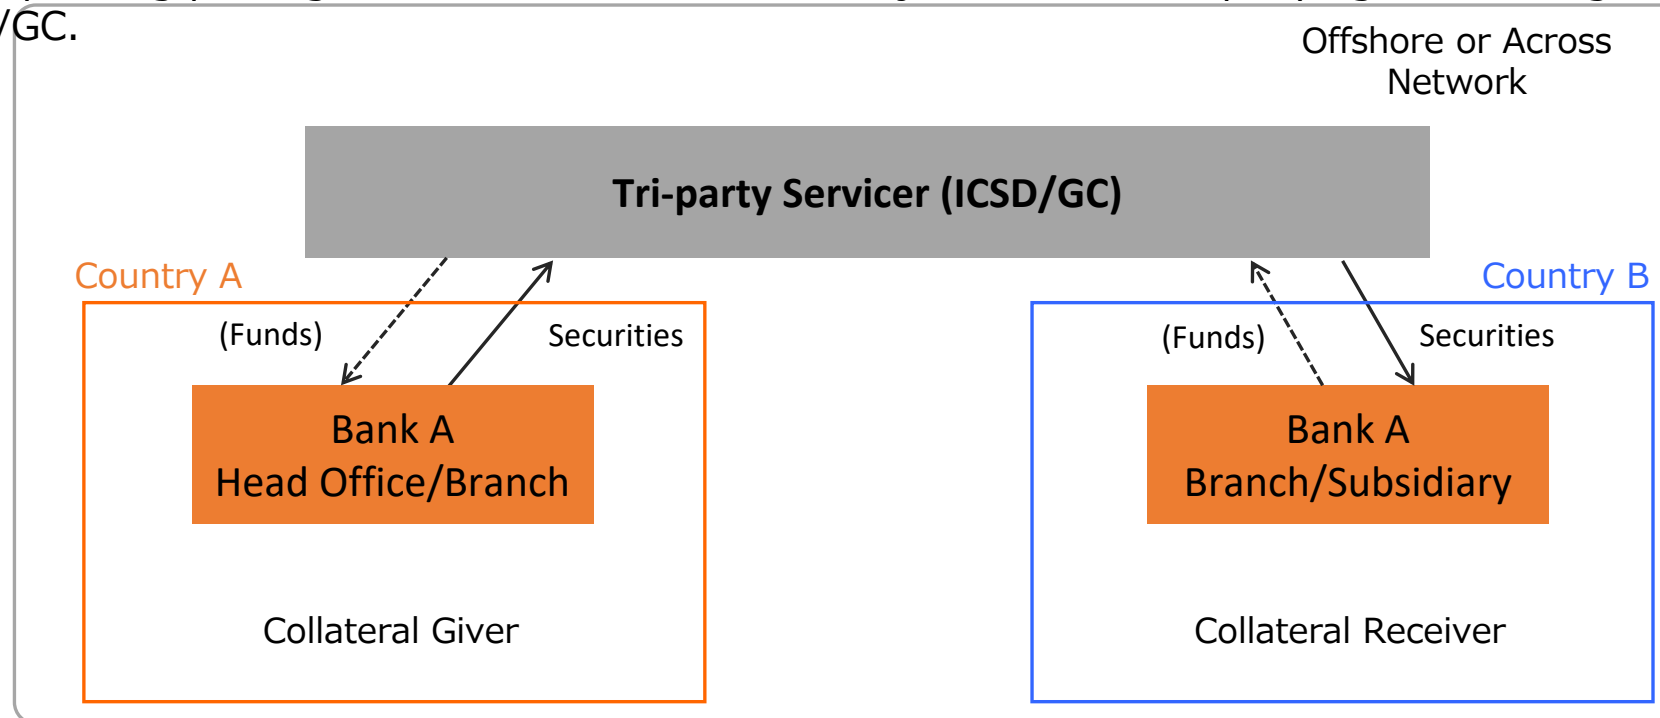 /GC.
Offshore or Across
Network
Tri-party Servicer (ICSD/GC)
Country A
Country B
(Funds)
Securities
(Funds)
Securities
Bank A
Head Office/Branch
Bank A
Branch/Subsidiary
Collateral Giver
Collateral Receiver